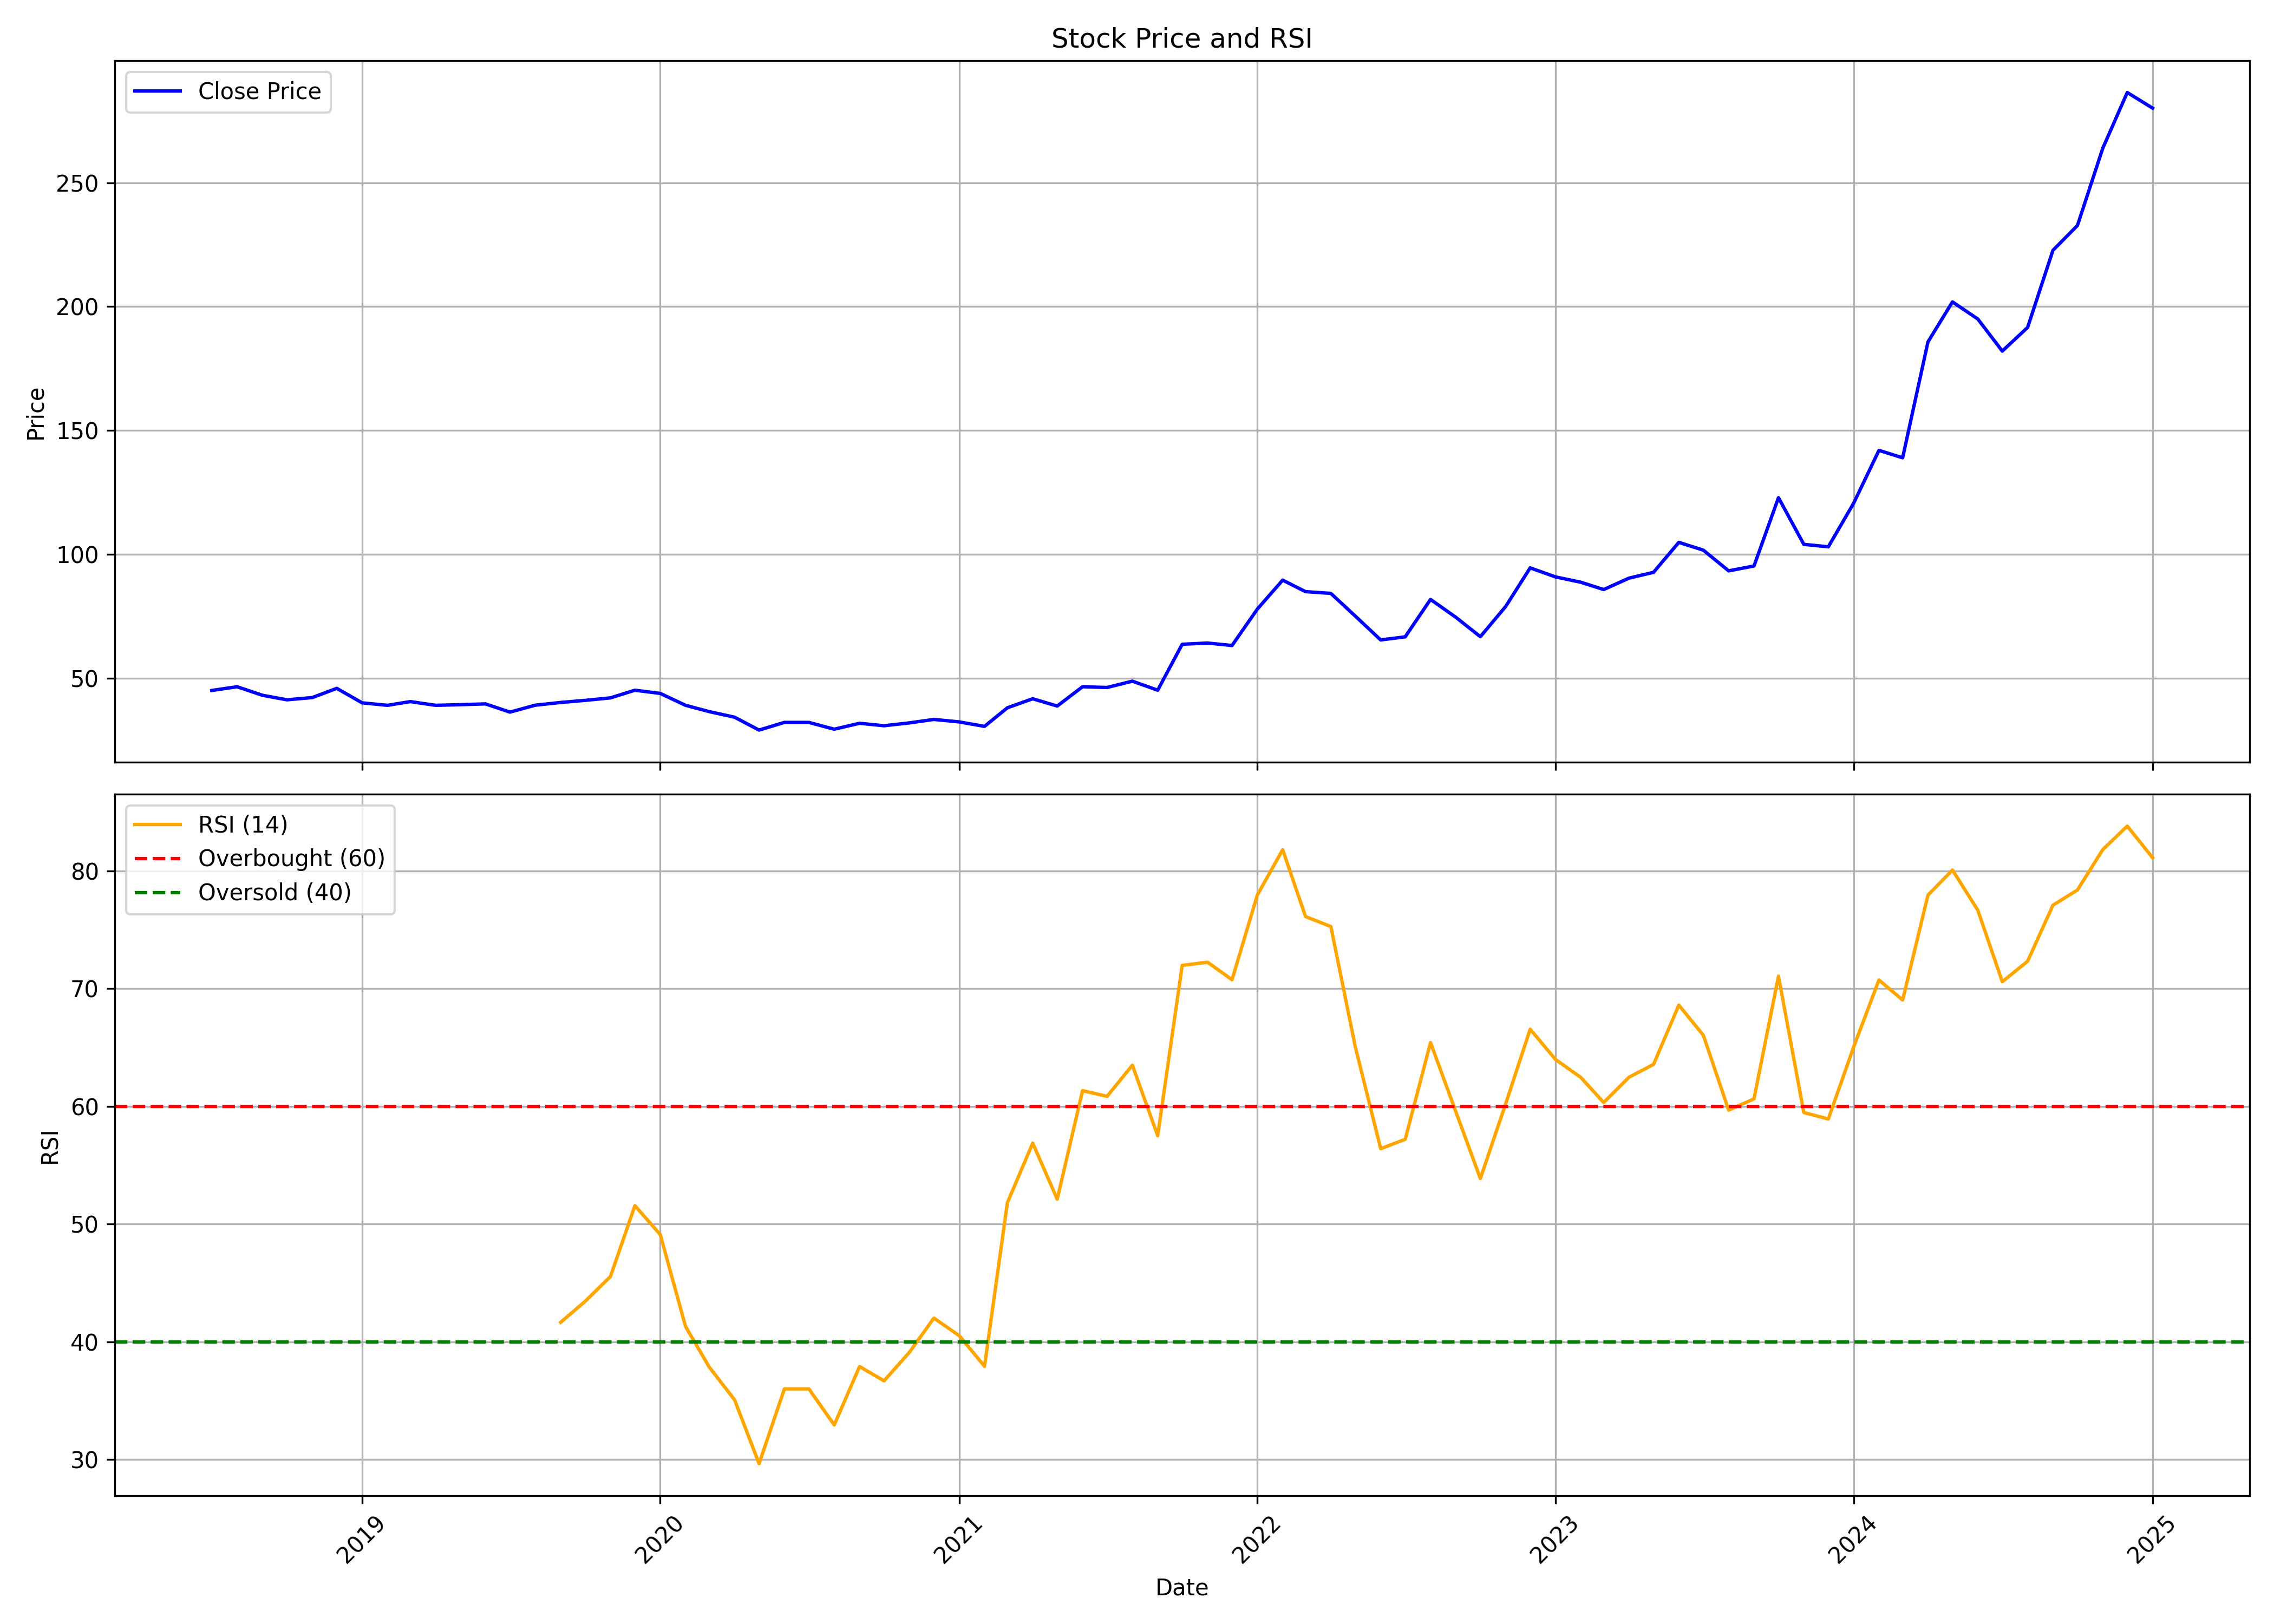 Stock Price and RSI
Close Price
250
200
150
100
50
Price
RSI (14)
Overbought (60)
Oversold (40)
80
70
60
50
40
30
RSI
2019
2020
2021
2022
2023
2024
2025
Date